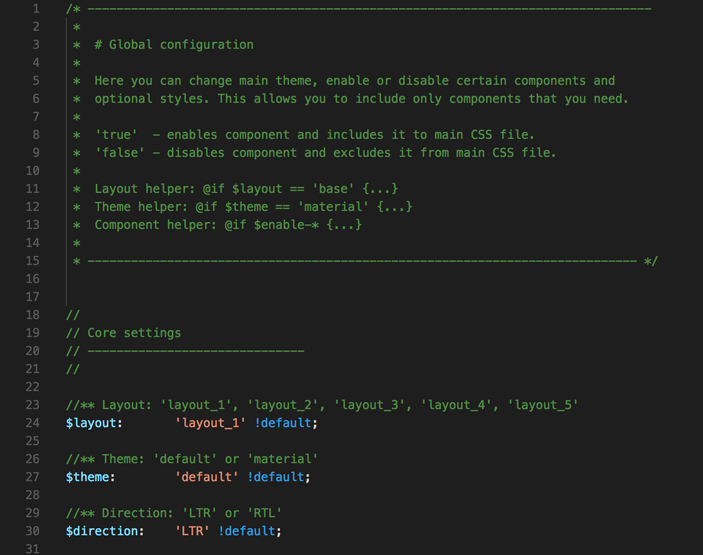 1 /* ------------------------------------------------------------------------------
2 *
3 *  # Global configuration
4 *
5 *  Here you can change main theme, enable or disable certain components and
6 *  optional styles. This allows you to include only components that you need.
7 *
8 *  'true'  - enables component and includes it to main CSS file.
9 *  'false' - disables component and excludes it from main CSS file.
10 *
11 *  Layout helper: @if $layout == 'base' {...}
12 *  Theme helper: @if $theme == 'material' {...}
13 *  Component helper: @if $enable-* {...}
14 *
15 * ---------------------------------------------------------------------------- */
16
17
18 //
19 // Core settings
20 // ------------------------------
21 //
22
23 //** Layout: 'layout_1', 'layout_2', 'layout_3', 'layout_4', 'layout_5'
24 $layout:       'layout_1' !default;
25
26 //** Theme: 'default' or 'material'
27 $theme:        'default' !default;
28
29 //** Direction: 'LTR' or 'RTL'
30 $direction:    'LTR' !default;
31